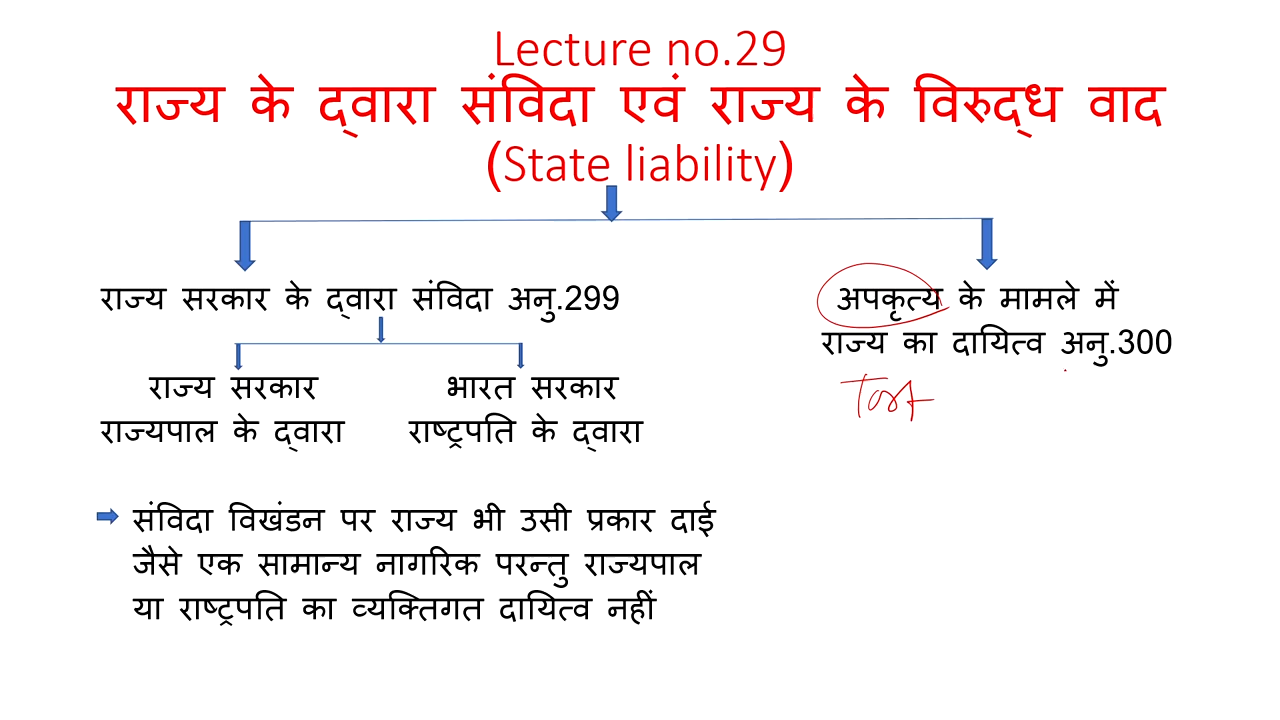 Lecture no.29
राज्य के द्वारा संविदा एवं राज्य के विरुद्ध वाद
(State liability)
राज्य सरकार के द्वारा संविदा अनु.299
राज्य सरकार
राज्यपाल के द्वारा
भारत सरकार
राष्ट्रपति के द्वारा
संविदा विखंडन पर राज्य भी उसी प्रकार दाई
जैसे एक सामान्य नागरिक परन्तु राज्यपाल
या राष्ट्रपति का व्यक्तिगत दायित्व नहीं
अपकृत्य के मामले में
राज्य का दायित्व अनु.300
Tort